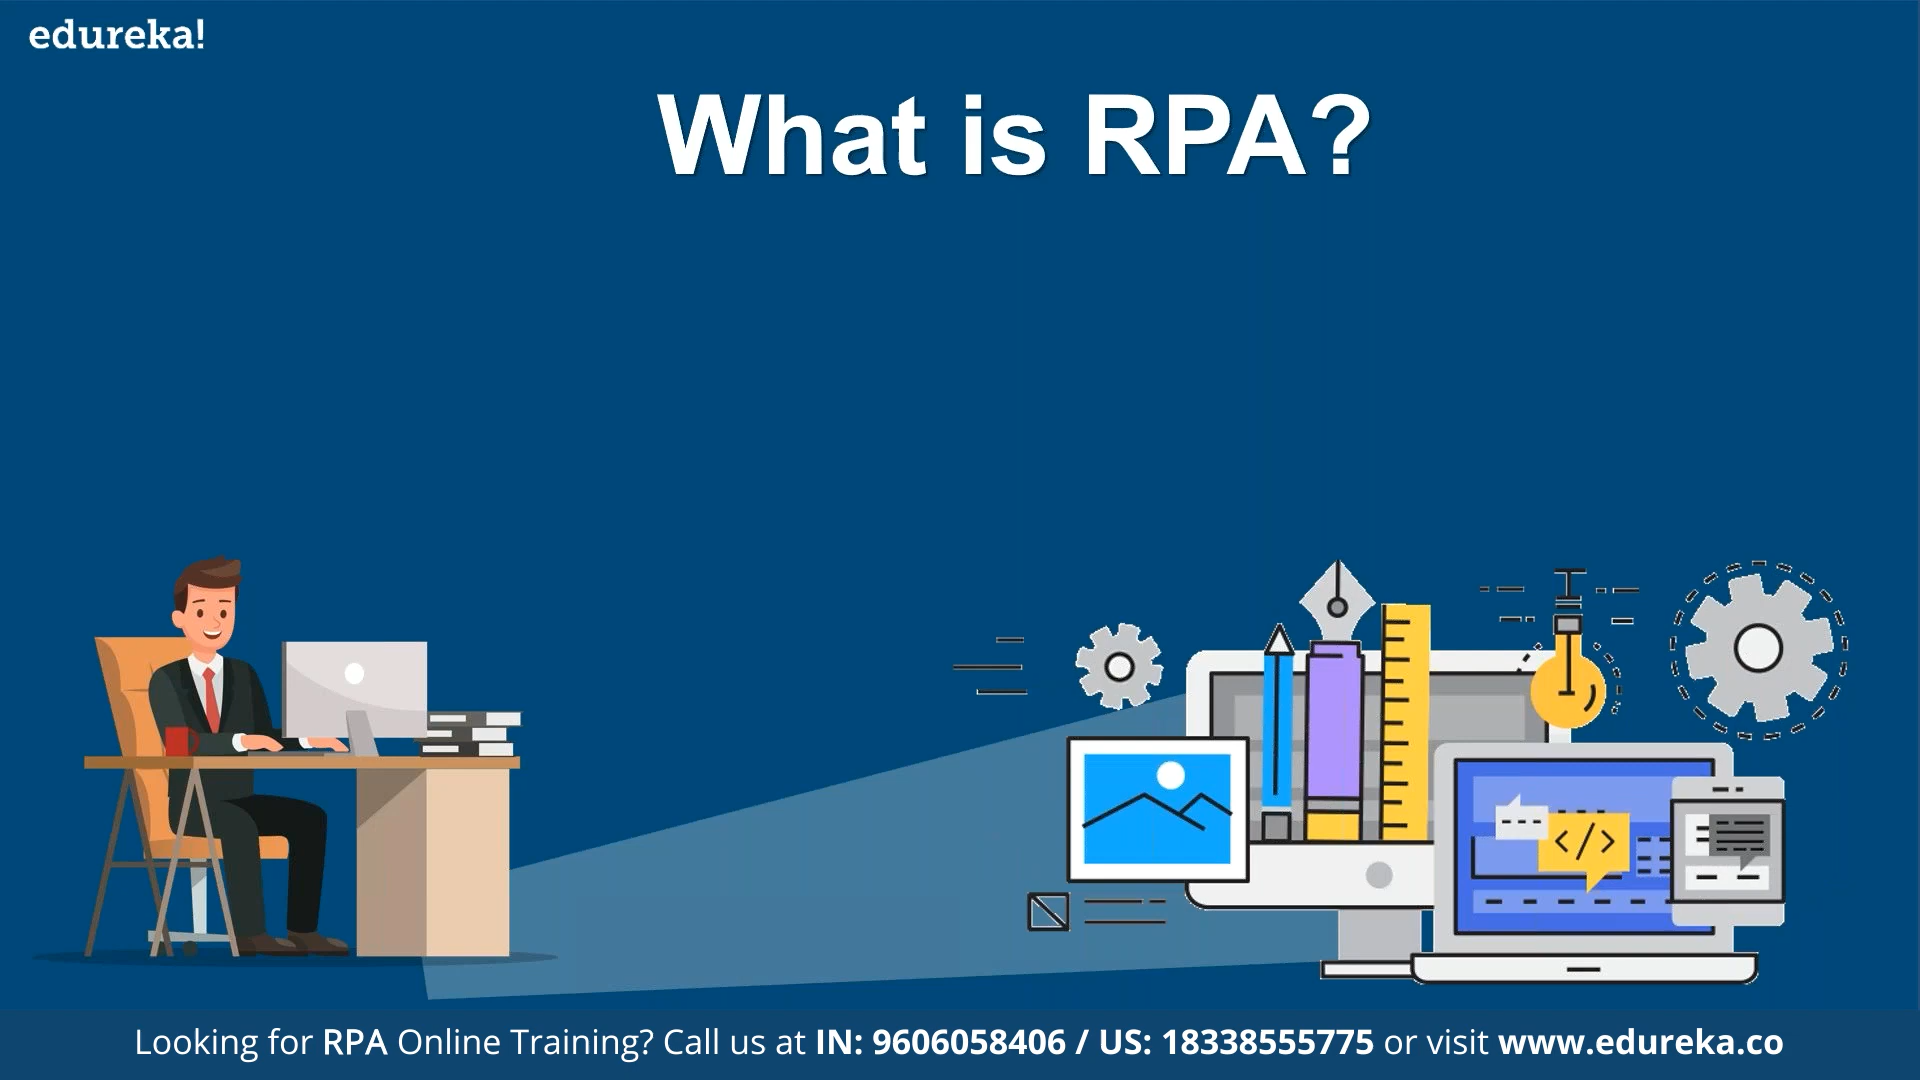 edureka!
What is RPA?
</>
Looking for RPA Online Training? Call us at IN: 9606058406 / US: 18338555775 or visit www.edureka.co